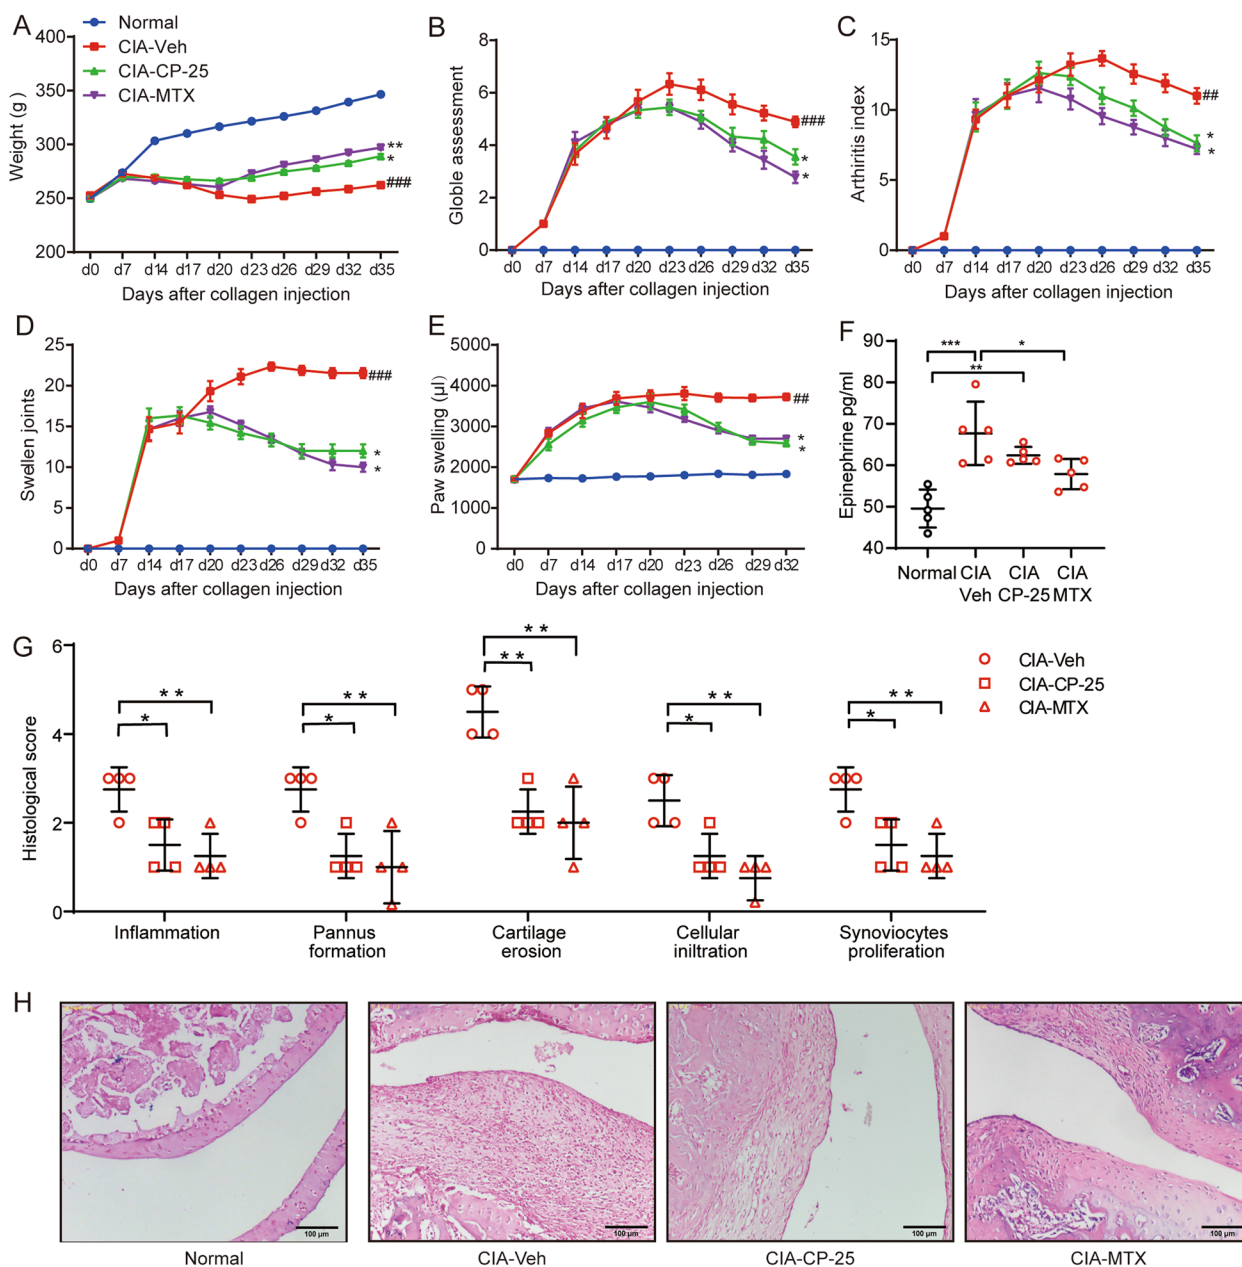 A
Normal
CIA-Veh
CIA-CP-25
CIA-MTX
Weight (g)
400
350
300
250
200
**
*
###
d0 d7 d14 d17 d20 d23 d26 d29 d32 d35
Days after collagen injection
B
Globle assessment
8
6
4
2
0
###
*
*
d0 d7 d14 d17 d20 d23 d26 d29 d32 d35
Days after collagen injection
C
Arthritis index
15
10
5
0
##
*
*
d0 d7 d14 d17 d20 d23 d26 d29 d32 d35
Days after collagen injection
D
Swellen joints
25
20
15
10
5
0
###
*
*
d0 d7 d14 d17 d20 d23 d26 d29 d32 d35
Days after collagen injection
E
Paw swelling (µl)
5000
4000
3000
2000
1000
0
##
*
*
d0 d7 d14 d17 d20 d23 d26 d29 d32
Days after collagen injection
F
Epinephrine pg/ml
90
80
70
60
50
40
***
*
**
Normal CIA CIA CIA
Veh CP-25 MTX
G
Histological score
6
4
2
0
* *
*
* *
*
* *
* *
* *
*
* *
*
CIA-Veh
CIA-CP-25
CIA-MTX
Inflammation
Pannus
formation
Cartilage
erosion
Cellular
iniltration
Synoviocytes
proliferation
H
100 µm
100 µm
100 µm
100 µm
Normal
CIA-Veh
CIA-CP-25
CIA-MTX